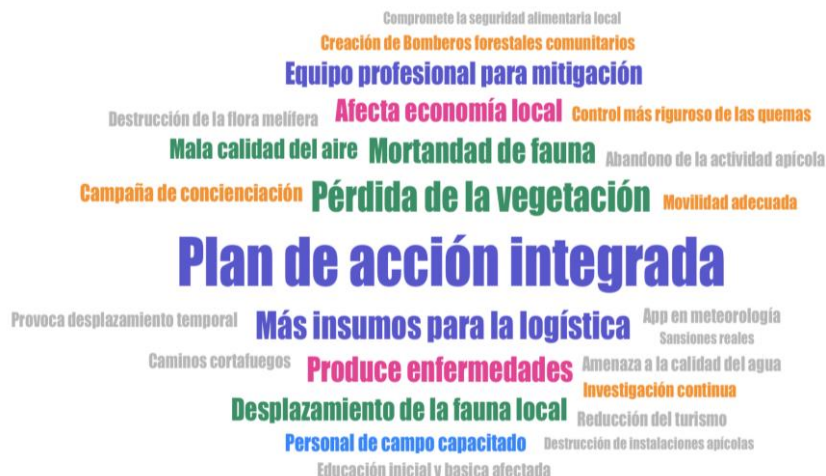 Compromete la seguridad alimentaria local
Creación de Bomberos forestales comunitarios
Equipo profesional para mitigación
Destrucción de la flora melífera
Afecta economía local
Control más riguroso de las quemas
Mala calidad del aire
Mortandad de fauna
Abandono de la actividad apícola
Campaña de concienciación
Pérdida de la vegetación
Movilidad adecuada
Plan de acción integrada
Provoca desplazamiento temporal
Más insumos para la logística
App en meteorología
Sansiones reales
Caminos cortafuegos
Produce enfermedades
Amenaza a la calidad del agua
Investigación continua
Desplazamiento de la fauna local
Reducción del turismo
Personal de campo capacitado
Destrucción de instalaciones apícolas
Educación inicial y basica afectada